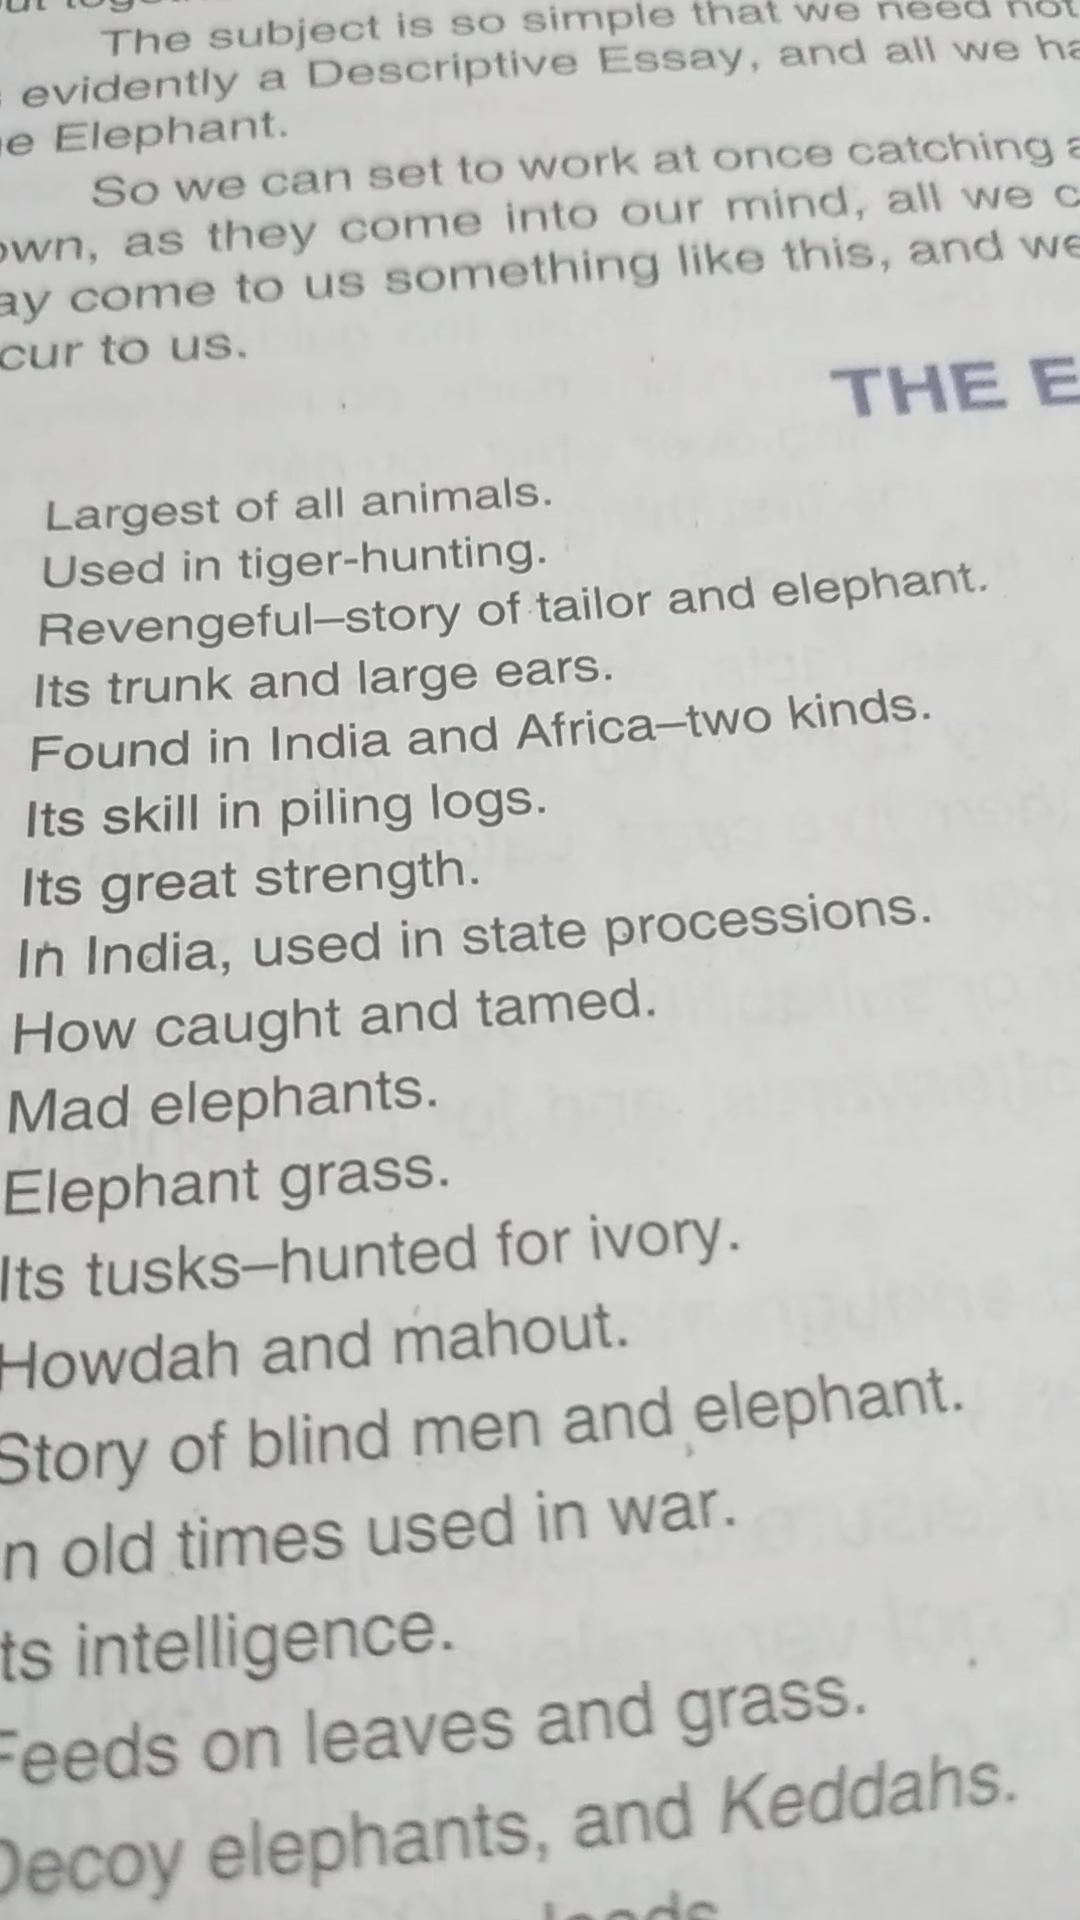 The subject is so simple that we need not
evidently a Descriptive Essay, and all we
Elephant.
So we can set to work at once catching
as they come into our mind, all we
come to us something like this, and we
to us.
THE E
Largest of all animals.
Used in tiger-hunting.
Revengeful—story of tailor and elephant.
Its trunk and large ears.
Found in India and Africa—two kinds.
Its skill in piling logs.
Its great strength.
In India, used in state processions.
How caught and tamed.
Mad elephants.
Elephant grass.
Its tusks—hunted for ivory.
Howdah and mahout.
Story of blind men and elephant.
n old times used in war.
ts intelligence.
Feeds on leaves and grass.
Decoy elephants, and Keddahs.